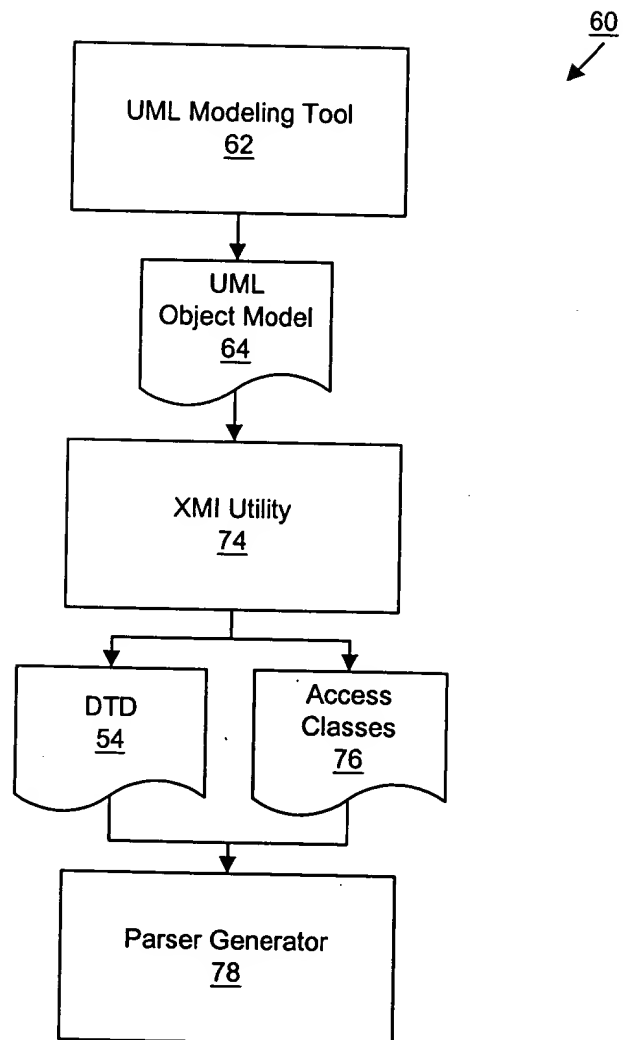 60
UML Modeling Tool
62
UML
Object Model
64
XMI Utility
74
DTD
54
Access
Classes
76
Parser Generator
78